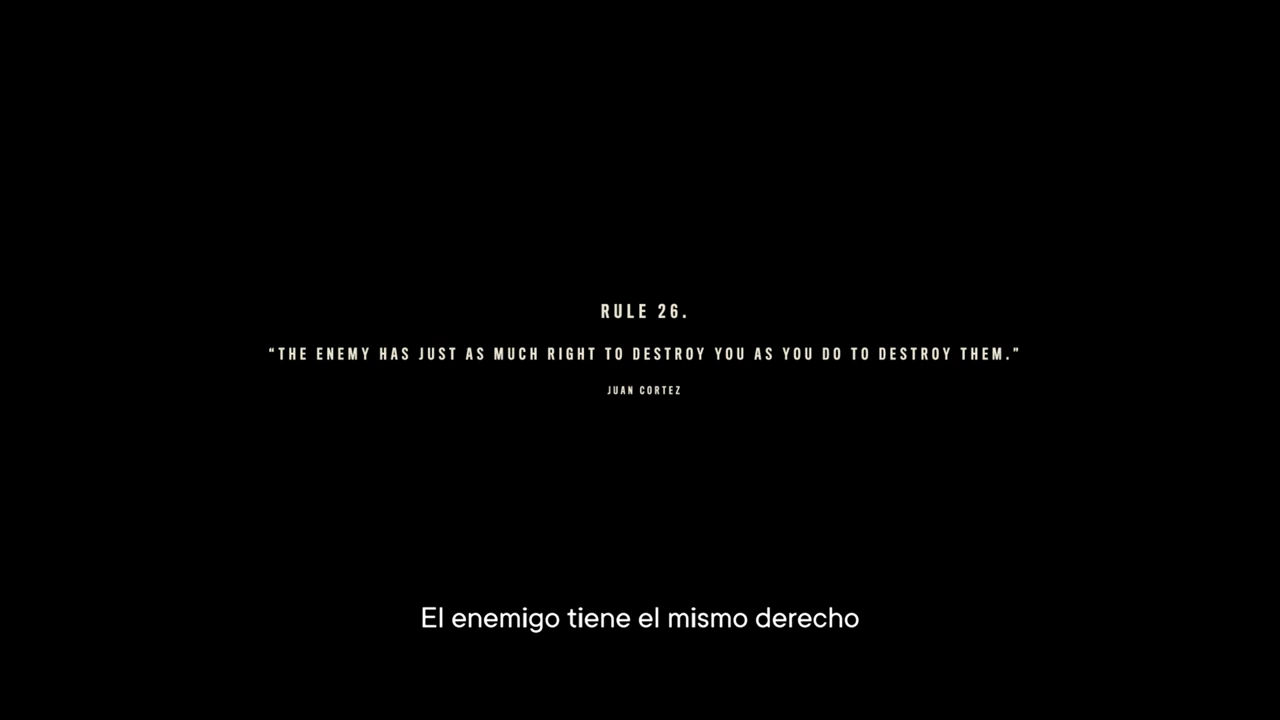 RULE 26.
“THE ENEMY HAS JUST AS MUCH RIGHT TO DESTROY YOU AS YOU DO TO DESTROY THEM.”
JUAN CORTEZ
El enemigo tiene el mismo derecho